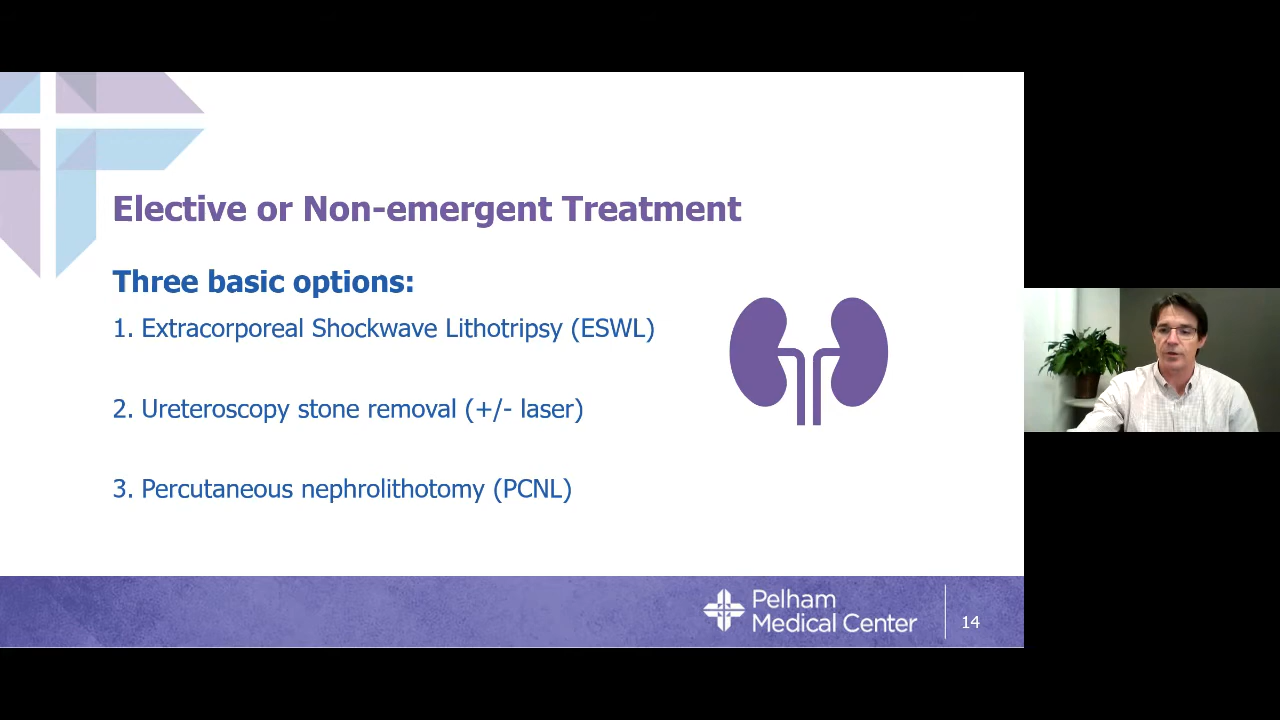 Elective or Non-emergent Treatment
Three basic options:
1. Extracorporeal Shockwave Lithotripsy (ESWL)
2. Ureteroscopy stone removal (+/- laser)
3. Percutaneous nephrolithotomy (PCNL)
Pelham
Medical Center
14